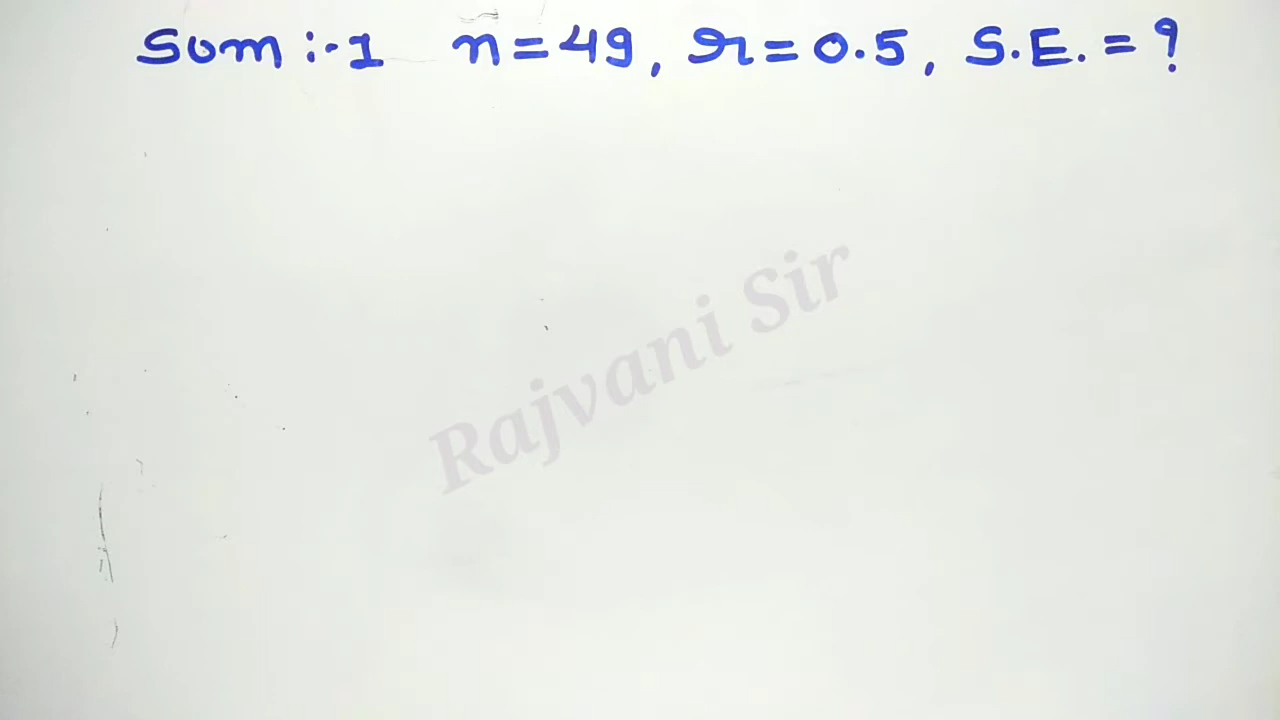 Sum :- 1 n = 49, r = 0.5, S.E. = ?
Rajvani Sir